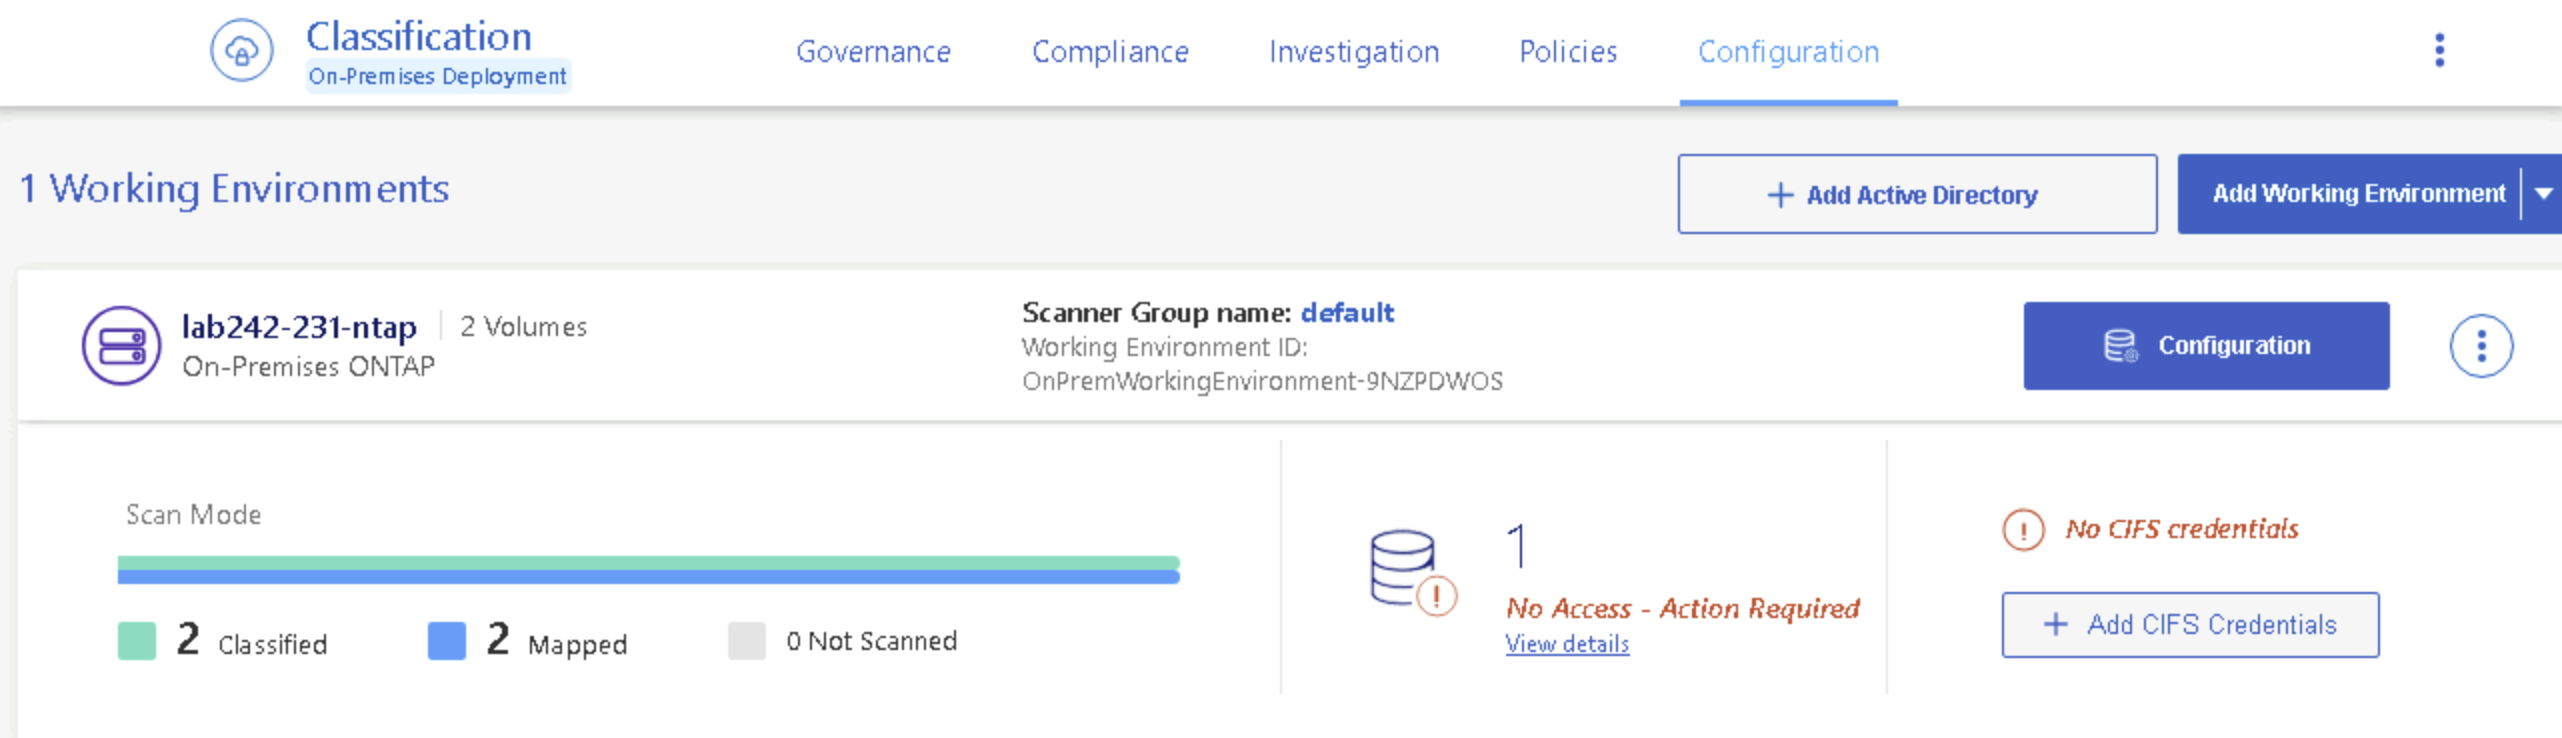 Classification
On-Premises Deployment
Governance
Compliance
Investigation
Policies
Configuration
1 Working Environments
+ Add Active Directory
Add Working Environment
lab242-231-ntap
2 Volumes
On-Premises ONTAP
Scanner Group name: default
Working Environment ID:
OnPremWorkingEnvironment-9NZPDWOS
Configuration
Scan Mode
2 Classified
2 Mapped
0 Not Scanned
1
No Access - Action Required
View details
No CIFS credentials
+ Add CIFS Credentials